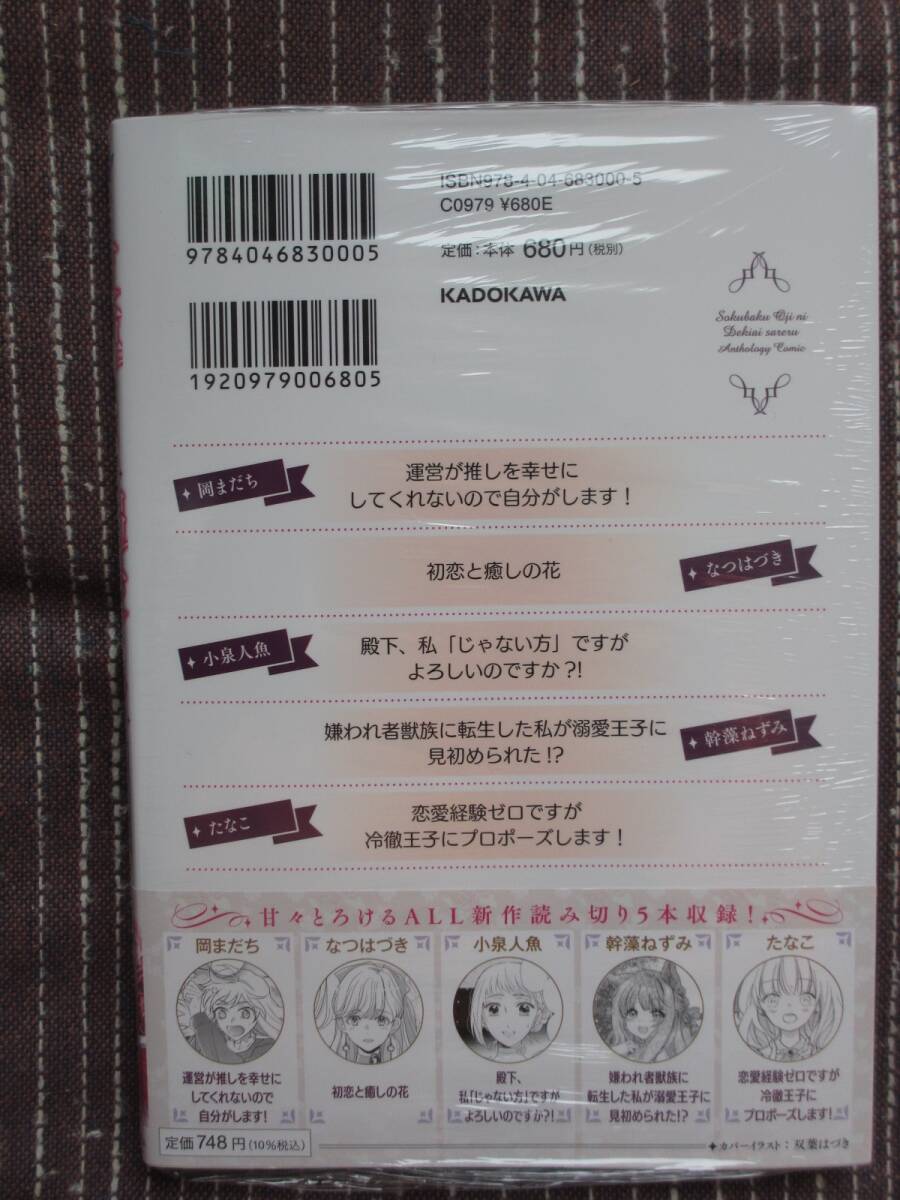 ISBN978-4-04-683000-5
C0979 ¥680E
9784046830005
定価：本体 680円（税別）
KADOKAWA
1920979006805
Sokubaku Oji ni
Dekiai sareru
Anthology Comic
岡まだち
運営が推しを幸せに
してくれないので自分がします！
初恋と癒しの花
なつはづき
小泉人魚
殿下、私「じゃない方」ですが
よろしいのですか?!
嫌われ者獣族に転生した私が溺愛王子に
見初められた!?
幹藻ねずみ
たなこ
恋愛経験ゼロですが
冷徹王子にプロポーズします！
甘々とろけるALL新作読み切り5本収録！
岡まだち
運営が推しを幸せに
してくれないので
自分がします！
なつはづき
初恋と癒しの花
小泉人魚
殿下、
私「じゃない方」ですが
よろしいのですか?!
幹藻ねずみ
嫌われ者獣族に
転生した私が溺愛王子に
見初められた!?
たなこ
恋愛経験ゼロですが
冷徹王子に
プロポーズします！
定価748円（10%税込）
カバーイラスト：双葉はづき